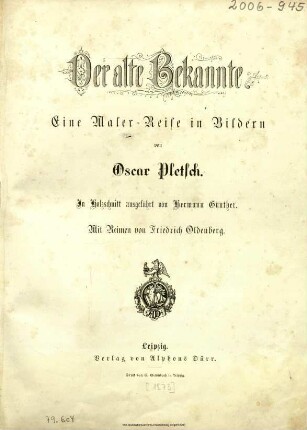 2006-945
Der alte Bekannte.
Eine Maler-Reise in Bildern
von
Oscar Pletsch.
In Holzschnitt ausgeführt von Hermann Günther.
Mit Reimen von Friedrich Oldenberg.
Leipzig.
Verlag von Alphons Dürr.
[1875]
79.608